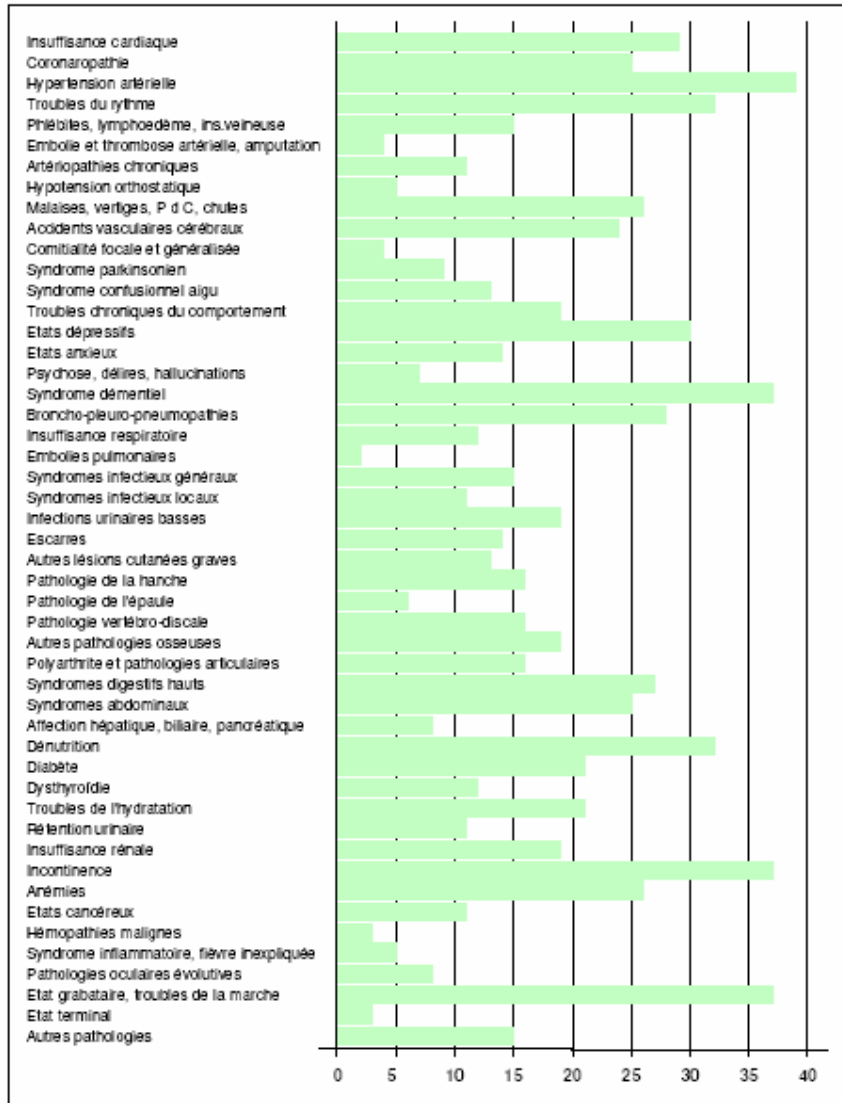 Insuffisance cardiaque
Coronaropathie
Hypertension artérielle
Troubles du rythme
Phlébites, lymphoedème, ins.veineuse
Embolie et thrombose artérielle, amputation
Artériopathies chroniques
Hypotension orthostatique
Malaises, vertiges, P d C, chutes
Accidents vasculaires cérébraux
Comitialité focale et généralisée
Syndrome parkinsonien
Syndrome confusionnel aigu
Troubles chroniques du comportement
Etats dépressifs
Etats anxieux
Psychose, délires, hallucinations
Syndrome démentiel
Broncho-pleuro-pneumopathies
Insuffisance respiratoire
Embolies pulmonaires
Syndromes infectieux généraux
Syndromes infectieux locaux
Infections urinaires basses
Escarres
Autres lésions cutanées graves
Pathologie de la hanche
Pathologie de l'épaule
Pathologie vertébro-discale
Autres pathologies osseuses
Polyarthrite et pathologies articulaires
Syndromes digestifs hauts
Syndromes abdominaux
Affection hépatique, biliaire, pancréatique
Dénutrition
Diabète
Dysthyroïdie
Troubles de l'hydratation
Rétention urinaire
Insuffisance rénale
Incontinence
Anémies
Etats cancéreux
Hémopathies malignes
Syndrome inflammatoire, fièvre inexpliquée
Pathologies oculaires évolutives
Etat grabataire, troubles de la marche
Etat terminal
Autres pathologies
0 5 10 15 20 25 30 35 40